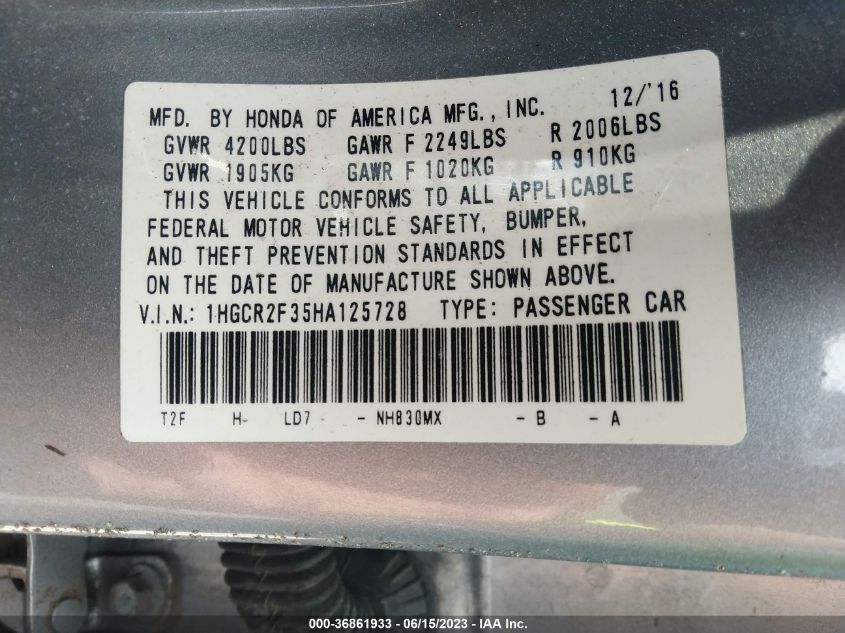 MFD. BY HONDA OF AMERICA MFG., INC. 12/'16
GVWR 4200LBS GAWR F 2249LBS R 2006LBS
GVWR 1905KG GAWR F 1020KG R 910KG
THIS VEHICLE CONFORMS TO ALL APPLICABLE
FEDERAL MOTOR VEHICLE SAFETY, BUMPER,
AND THEFT PREVENTION STANDARDS IN EFFECT
ON THE DATE OF MANUFACTURE SHOWN ABOVE.
V.I.N.: 1HGCR2F35HA125728 TYPE: PASSENGER CAR
T2F H- LD7 - NH830MX - B - A
000-36861933 - 06/15/2023 - IAA Inc.